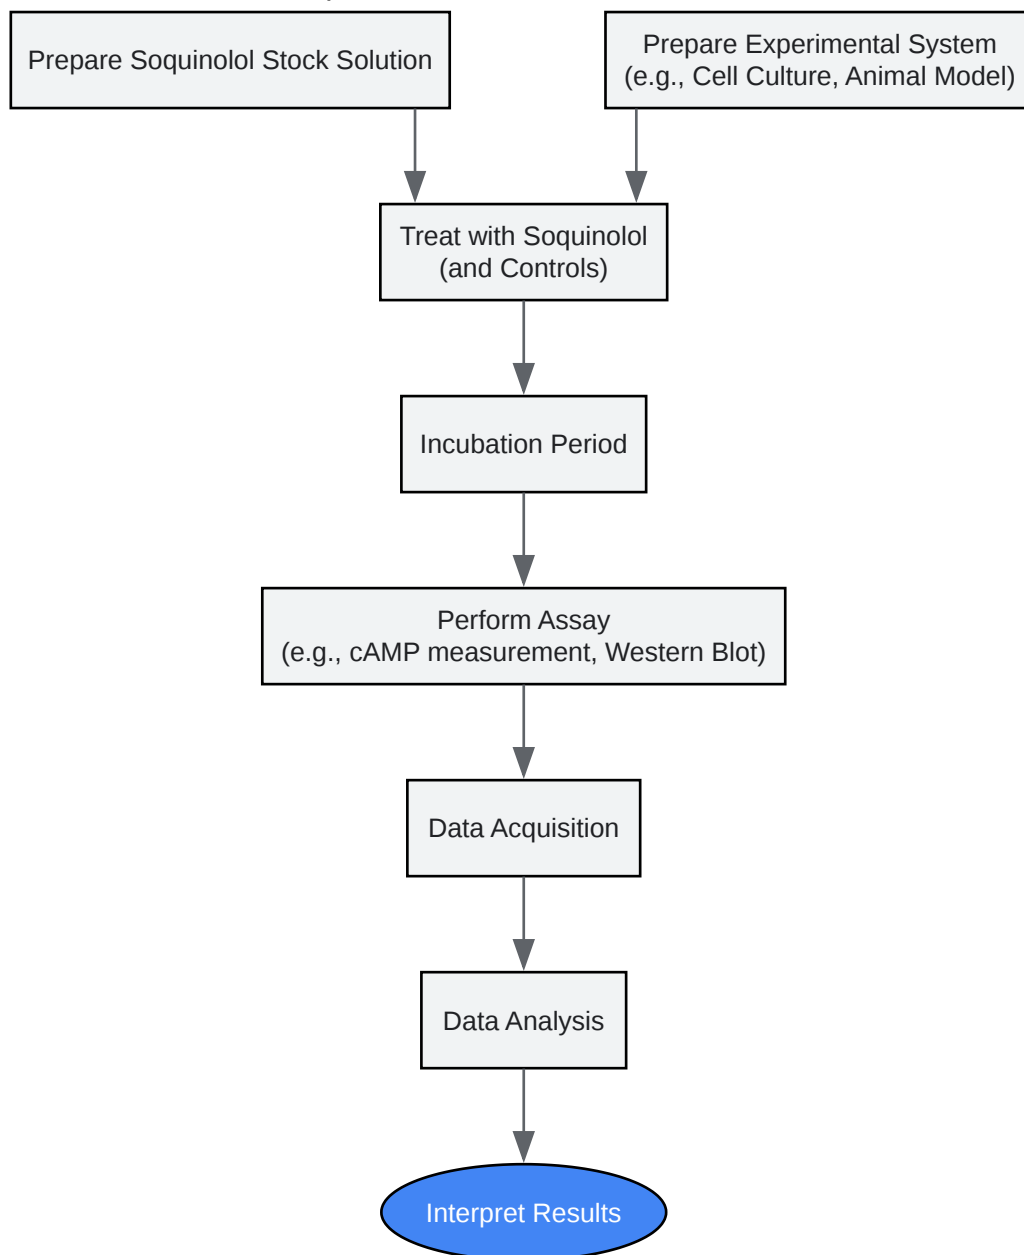 Prepare Soquinolol Stock Solution
Prepare Experimental System
(e.g., Cell Culture, Animal Model)
Treat with Soquinolol
(and Controls)
Incubation Period
Perform Assay
(e.g., cAMP measurement, Western Blot)
Data Acquisition
Data Analysis
Interpret Results